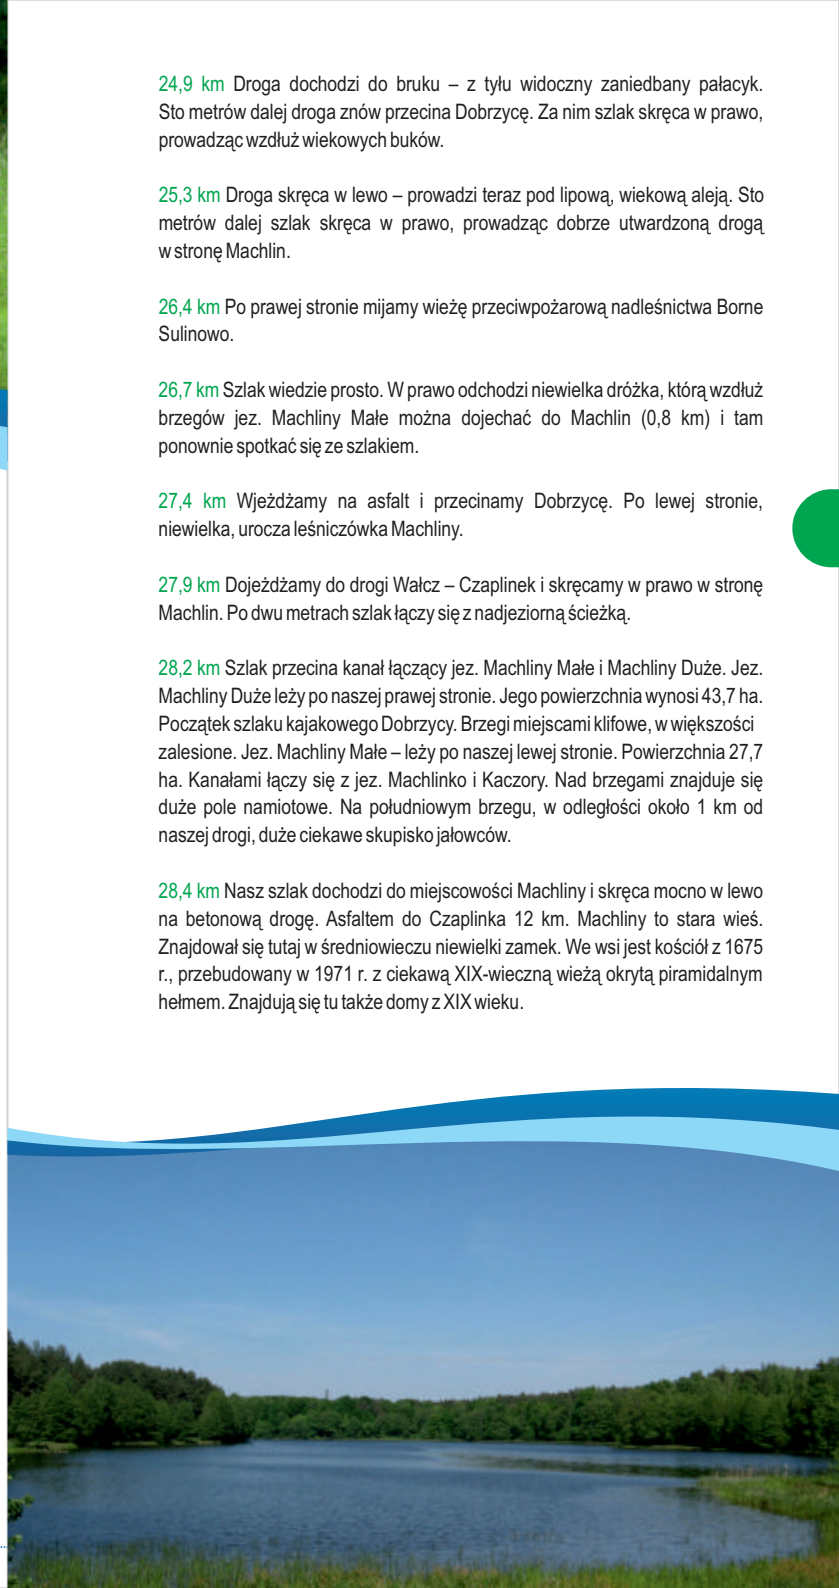 24,9 km Droga dochodzi do bruku – z tyłu widoczny zaniedbany pałacyk.
Sto metrów dalej droga znów przecina Dobrzycę. Za nim szlak skręca w prawo,
prowadząc wzdłuż wiekowych buków.
25,3 km Droga skręca w lewo – prowadzi teraz pod lipową, wiekową aleją. Sto
metrów dalej szlak skręca w prawo, prowadząc dobrze utwardzoną drogą
w stronę Machlin.
26,4 km Po prawej stronie mijamy wieżę przeciwpożarową nadleśnictwa Borne
Sulinowo.
26,7 km Szlak wiedzie prosto. W prawo odchodzi niewielka dróżka, którą wzdłuż
brzegów jez. Machliny Małe można dojechać do Machlin (0,8 km) i tam
ponownie spotkać się ze szlakiem.
27,4 km Wjeżdżamy na asfalt i przecinamy Dobrzycę. Po lewej stronie,
niewielka, urocza leśniczówka Machliny.
27,9 km Dojeżdżamy do drogi Wałcz – Czaplinek i skręcamy w prawo w stronę
Machlin. Po dwu metrach szlak łączy się z nadjeziorną ścieżką.
28,2 km Szlak przecina kanał łączący jez. Machliny Małe i Machliny Duże. Jez.
Machliny Duże leży po naszej prawej stronie. Jego powierzchnia wynosi 43,7 ha.
Początek szlaku kajakowego Dobrzycy. Brzegi miejscami klifowe, w większości
zalesione. Jez. Machliny Małe – leży po naszej lewej stronie. Powierzchnia 27,7
ha. Kanałami łączy się z jez. Machlinko i Kaczory. Nad brzegami znajduje się
duże pole namiotowe. Na południowym brzegu, w odległości około 1 km od
naszej drogi, duże ciekawe skupisko jałowców.
28,4 km Nasz szlak dochodzi do miejscowości Machliny i skręca mocno w lewo
na betonową drogę. Asfaltem do Czaplinka 12 km. Machliny to stara wieś.
Znajdował się tutaj w średniowieczu niewielki zamek. We wsi jest kościół z 1675
r., przebudowany w 1971 r. z ciekawą XIX-wieczną wieżą okrytą piramidalnym
hełmem. Znajdują się tu także domy z XIX wieku.